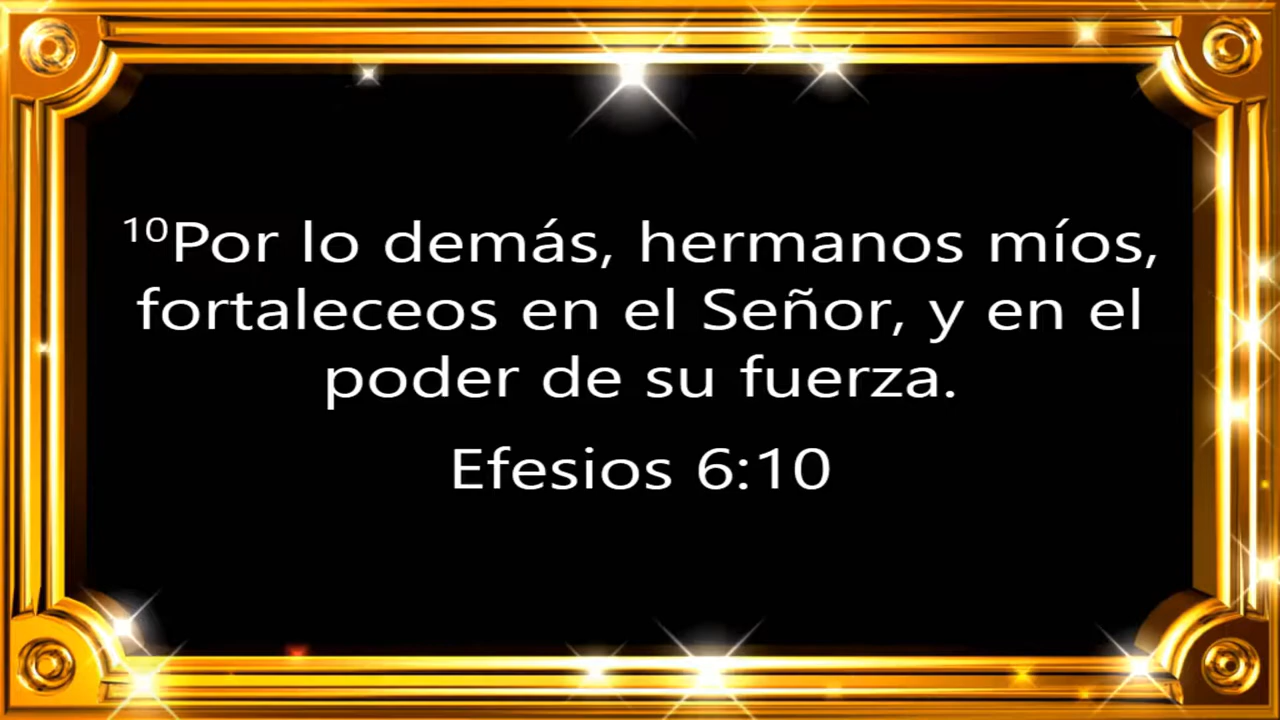 ¹⁰Por lo demás, hermanos míos,
fortaleceos en el Señor, y en el
poder de su fuerza.
Efesios 6:10